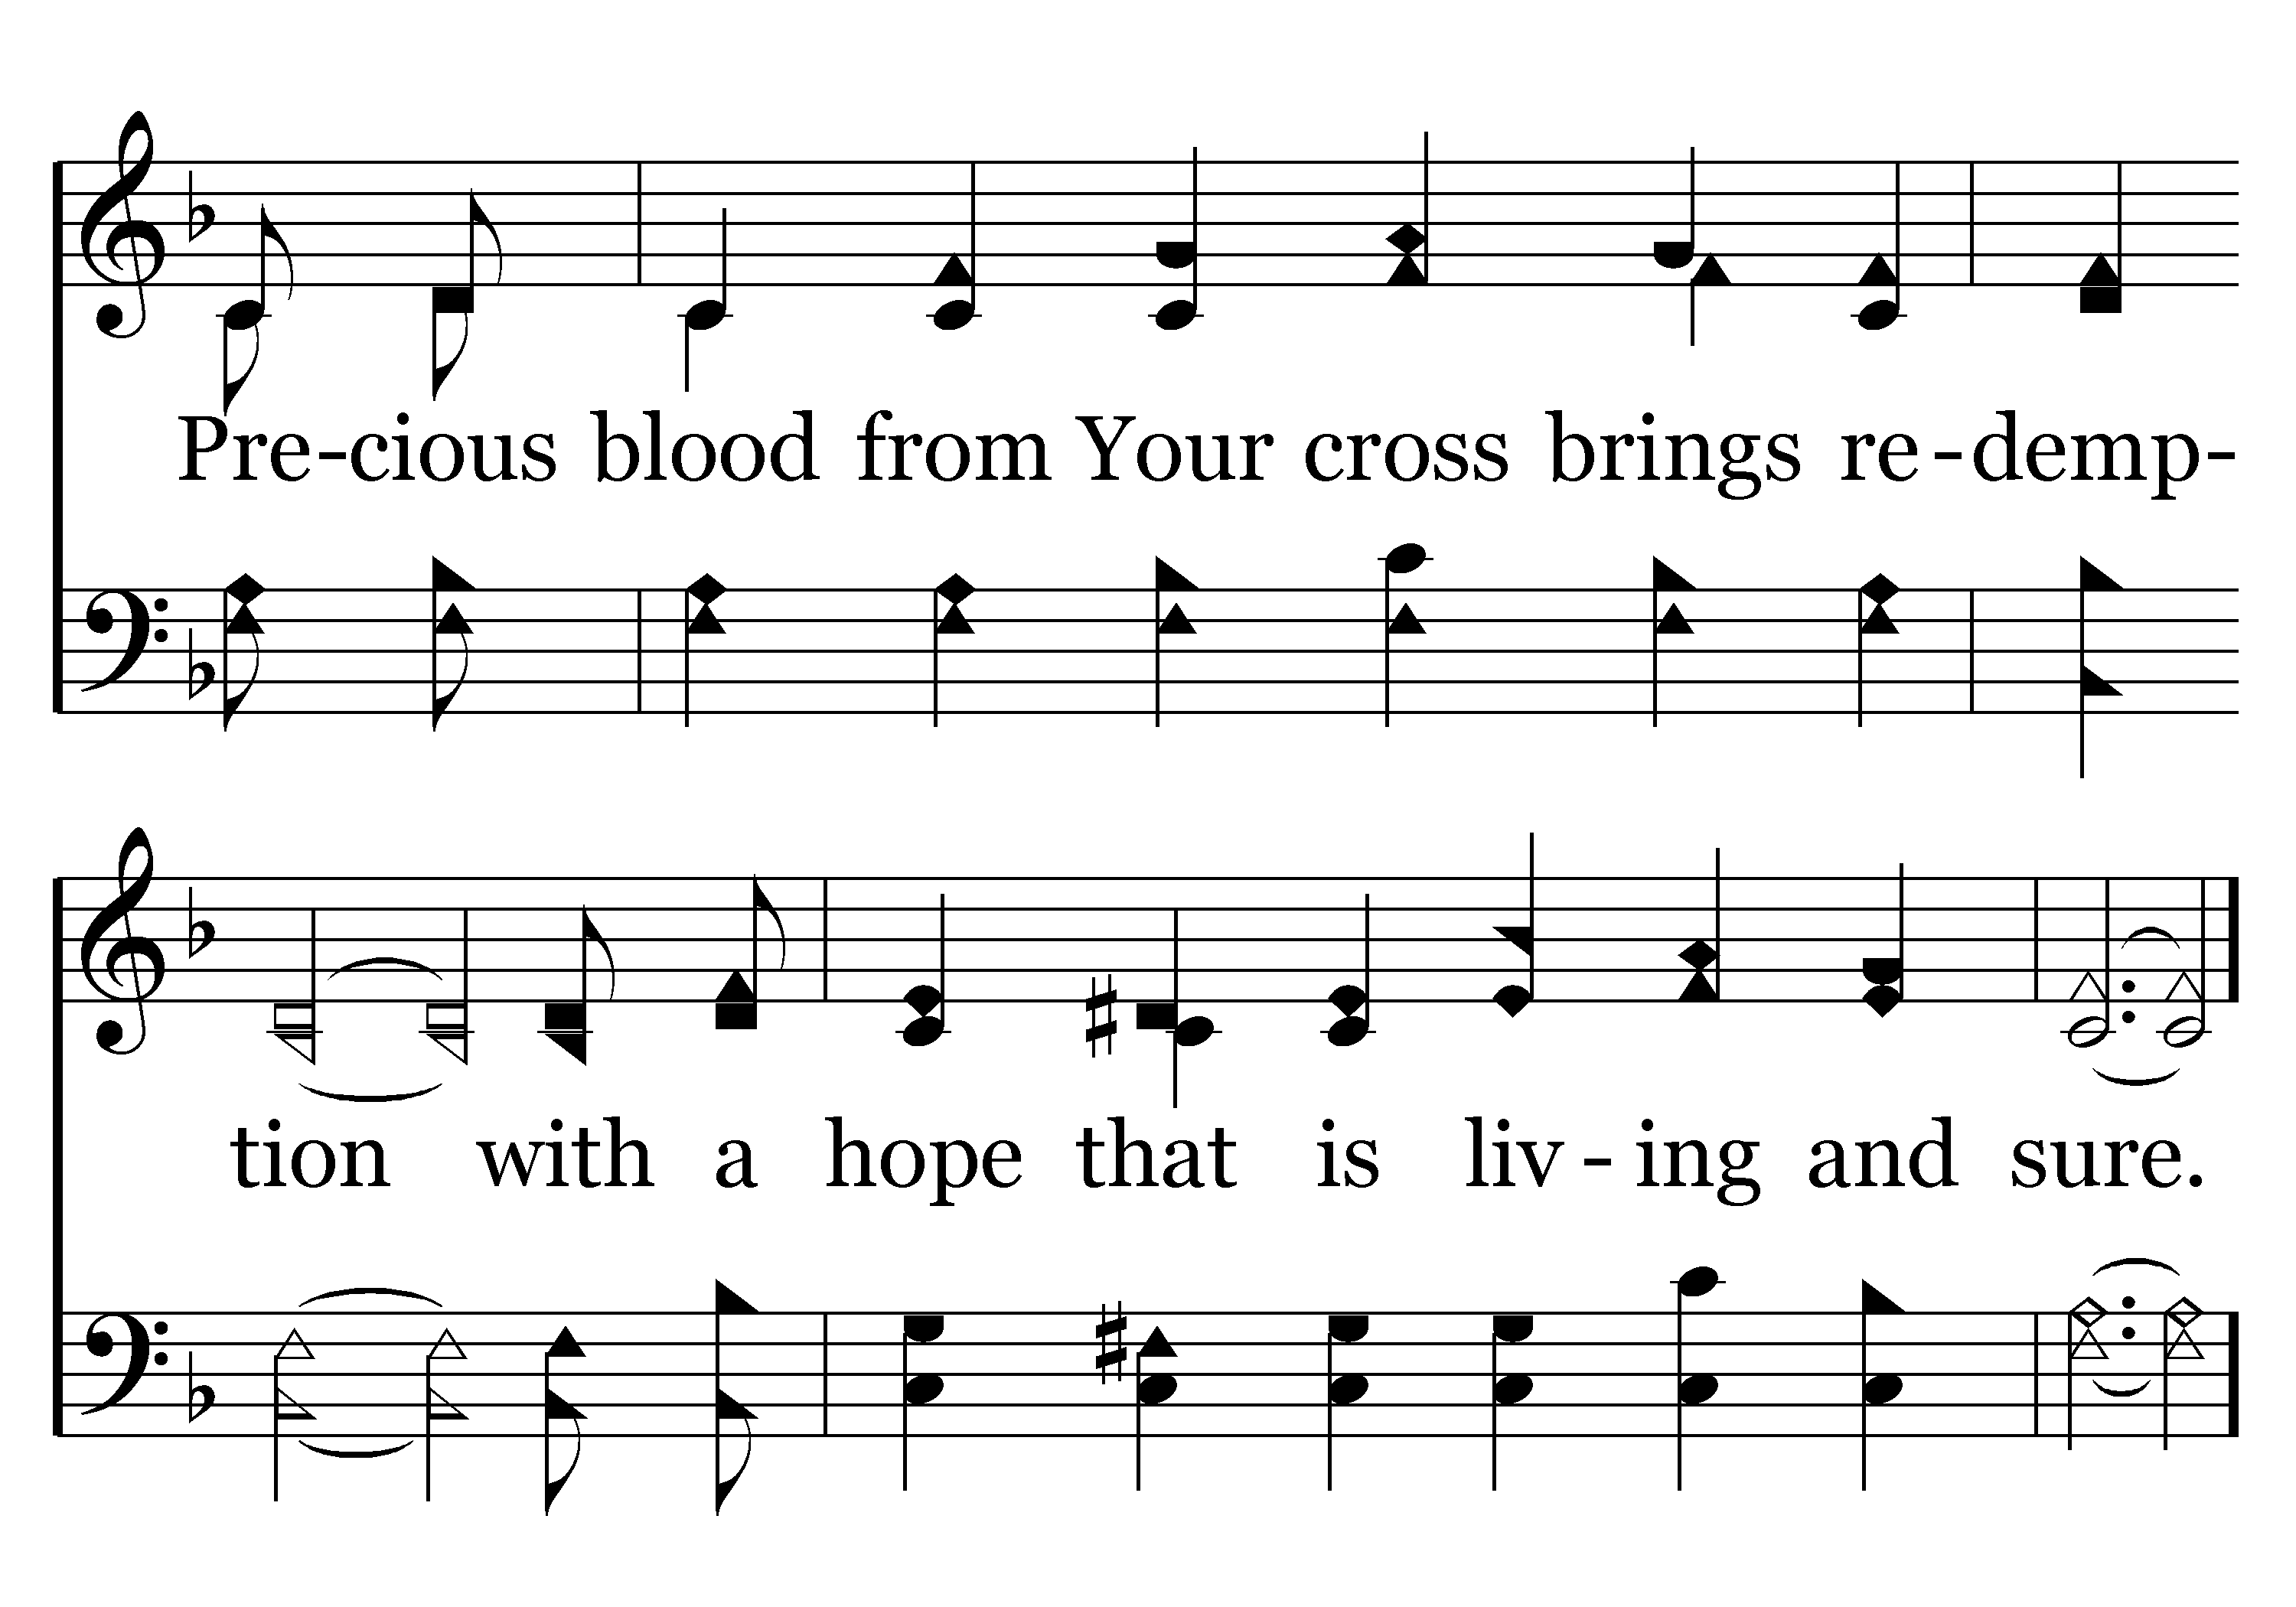 Pre-cious blood from Your cross brings re-demp-
tion with a hope that is liv-ing and sure.